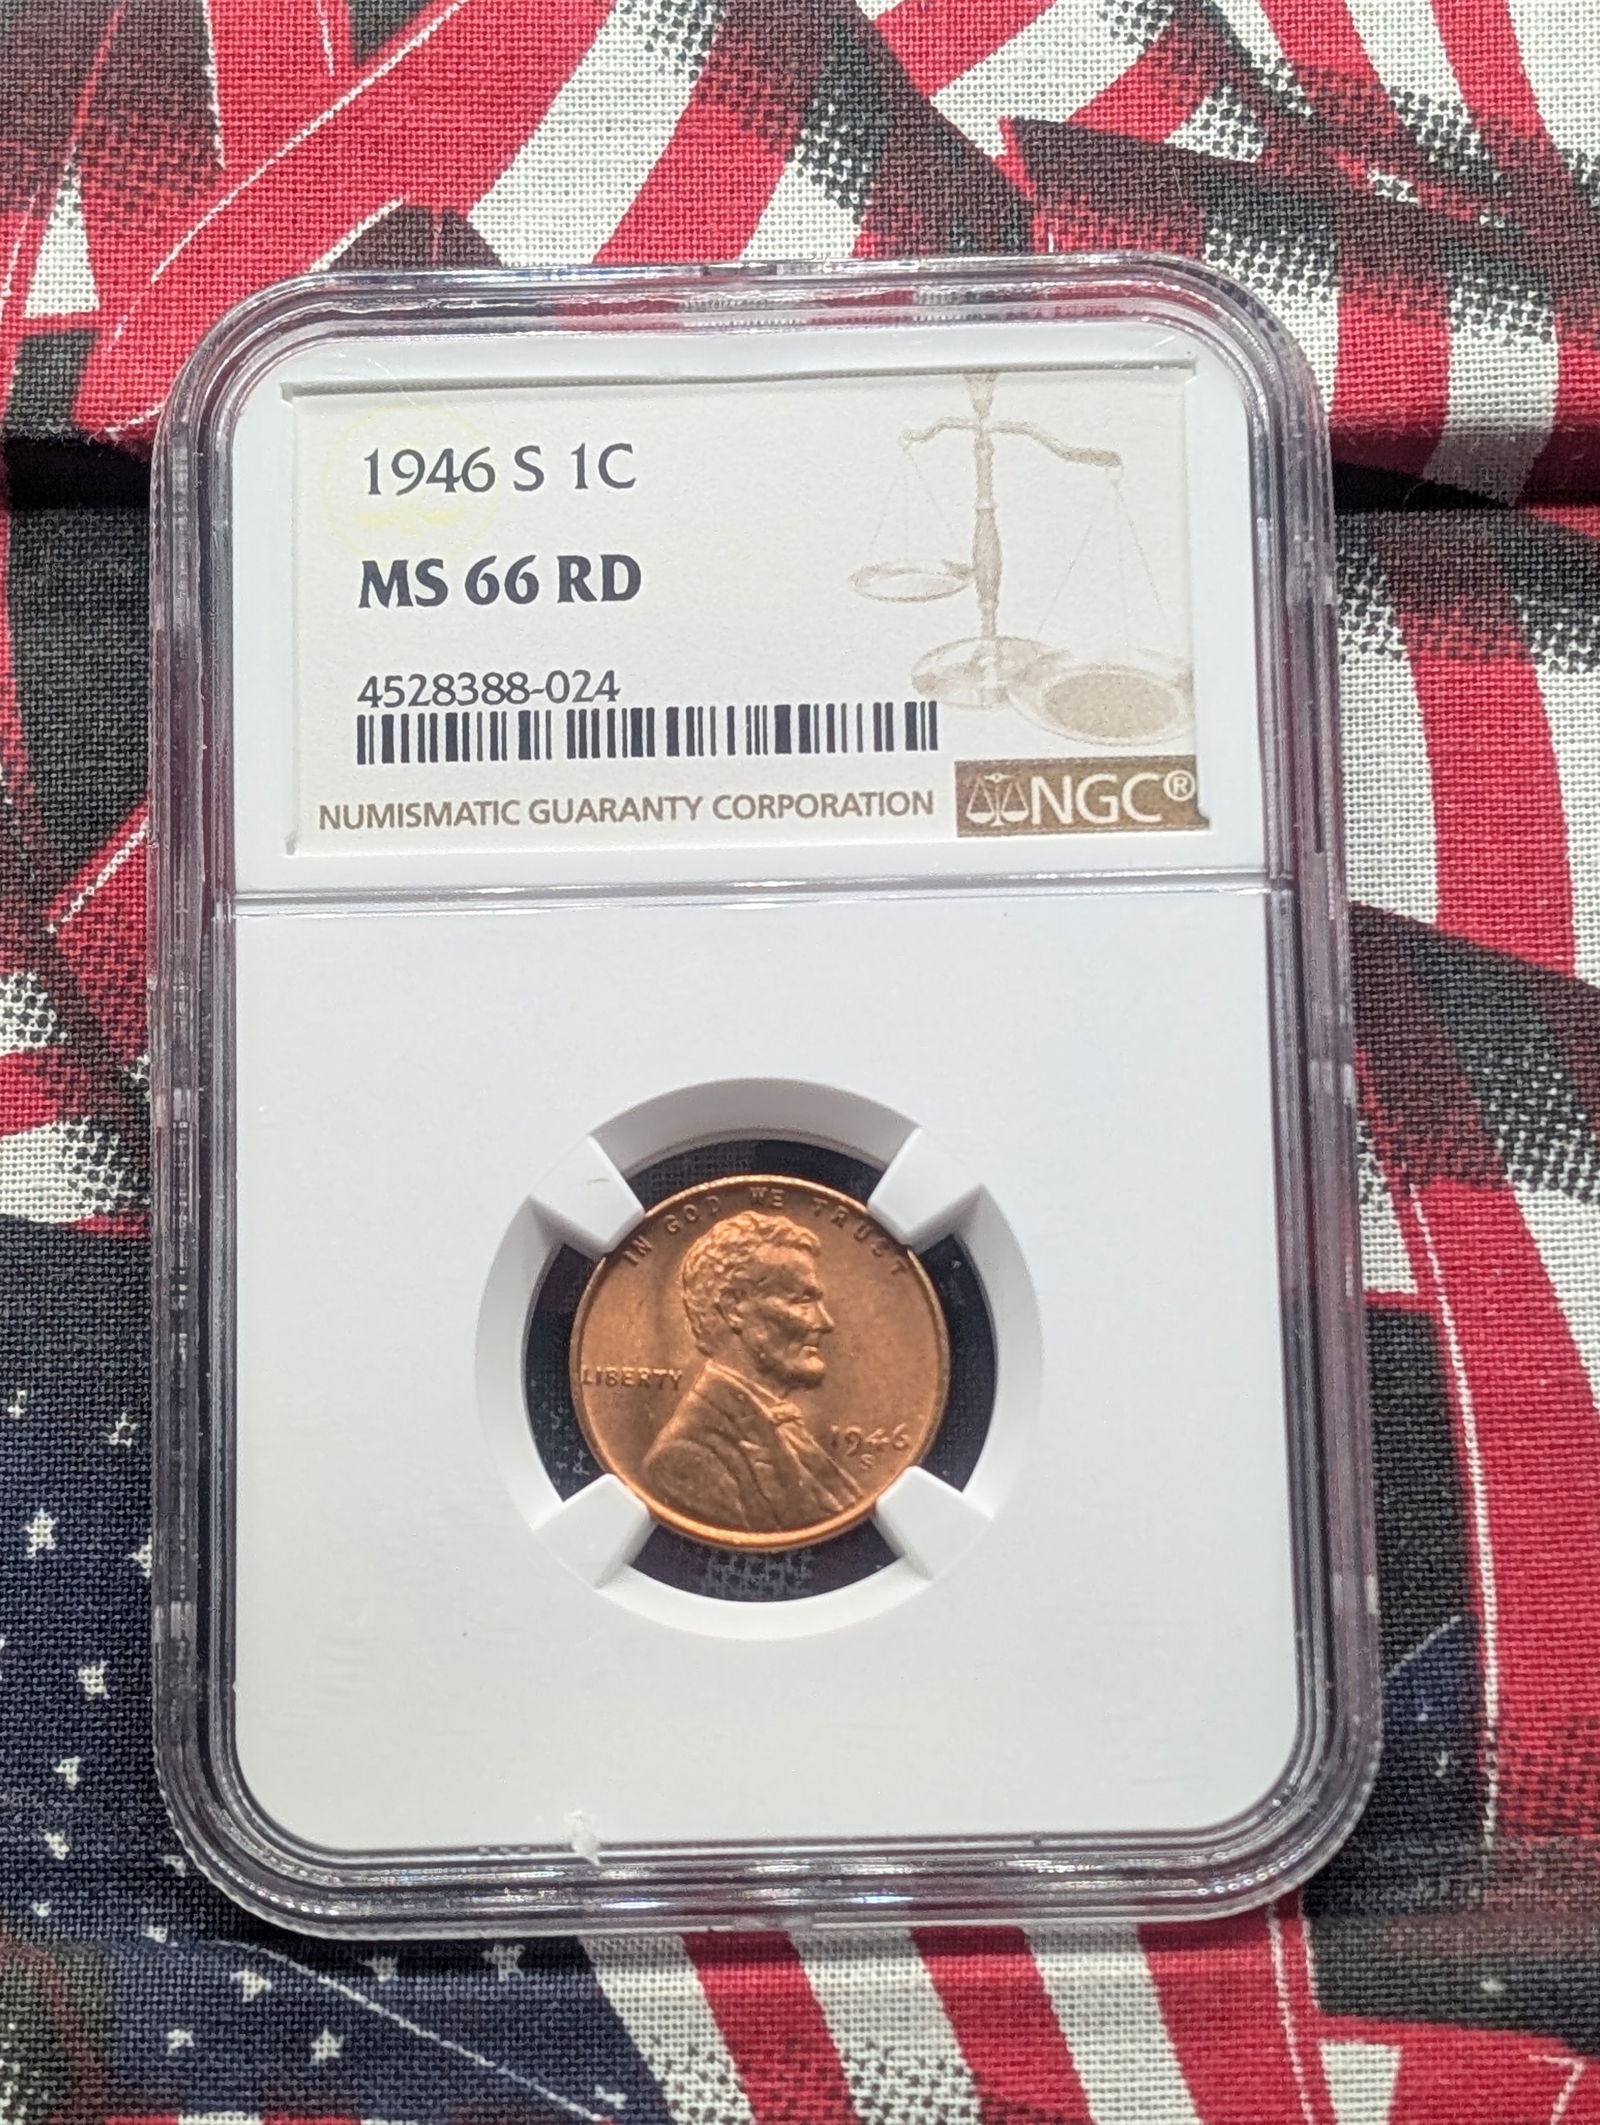 1946 S 1C
MS 66 RD
4528388-024
NUMISMATIC GUARANTY CORPORATION NGC®
IN GOD WE TRUST
LIBERTY
1946
S